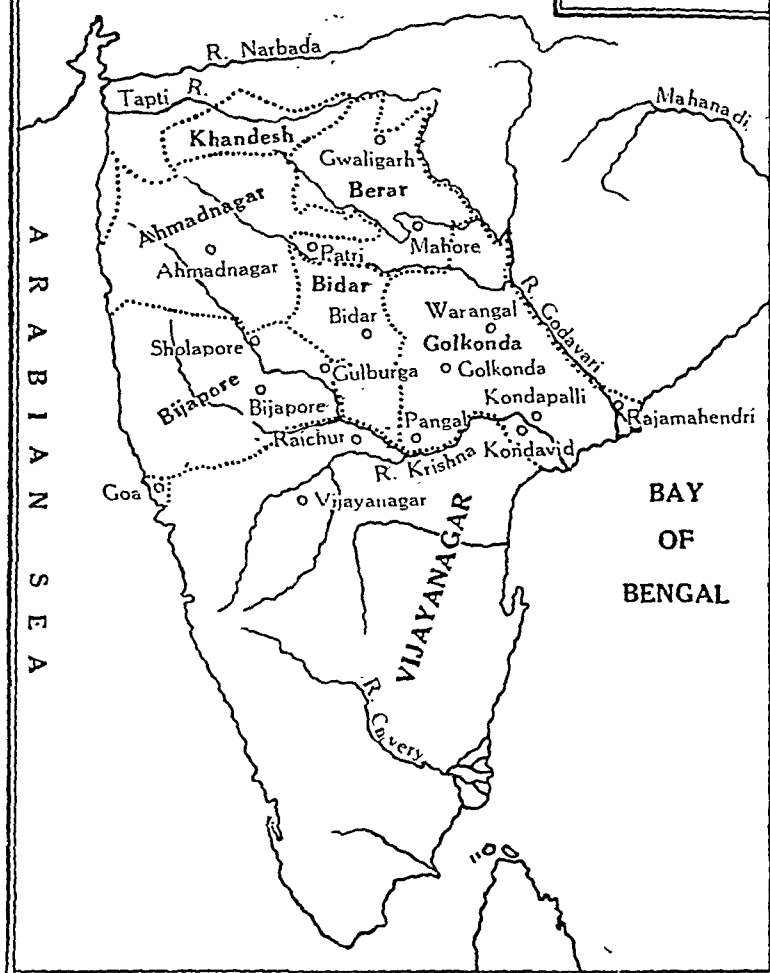 R. Narbada
Tapti R.
Mahanadi.
Khandesh
Gwaligarh
Berar
Ahmadnagar
Mahore
Patri
Ahmadnagar
Bidar
R. Godavari
Warangal
Bidar
Golkonda
Sholapore
Gulburga
Golkonda
Bijapore
Bijapore
Kondapalli
Rajamahendri
Pangal
Raichur
Kondavid
R. Krishna
Goa
Vijayanagar
VIJAYANAGAR
R. Cauvery
ARABIAN SEA
BAY
OF
BENGAL